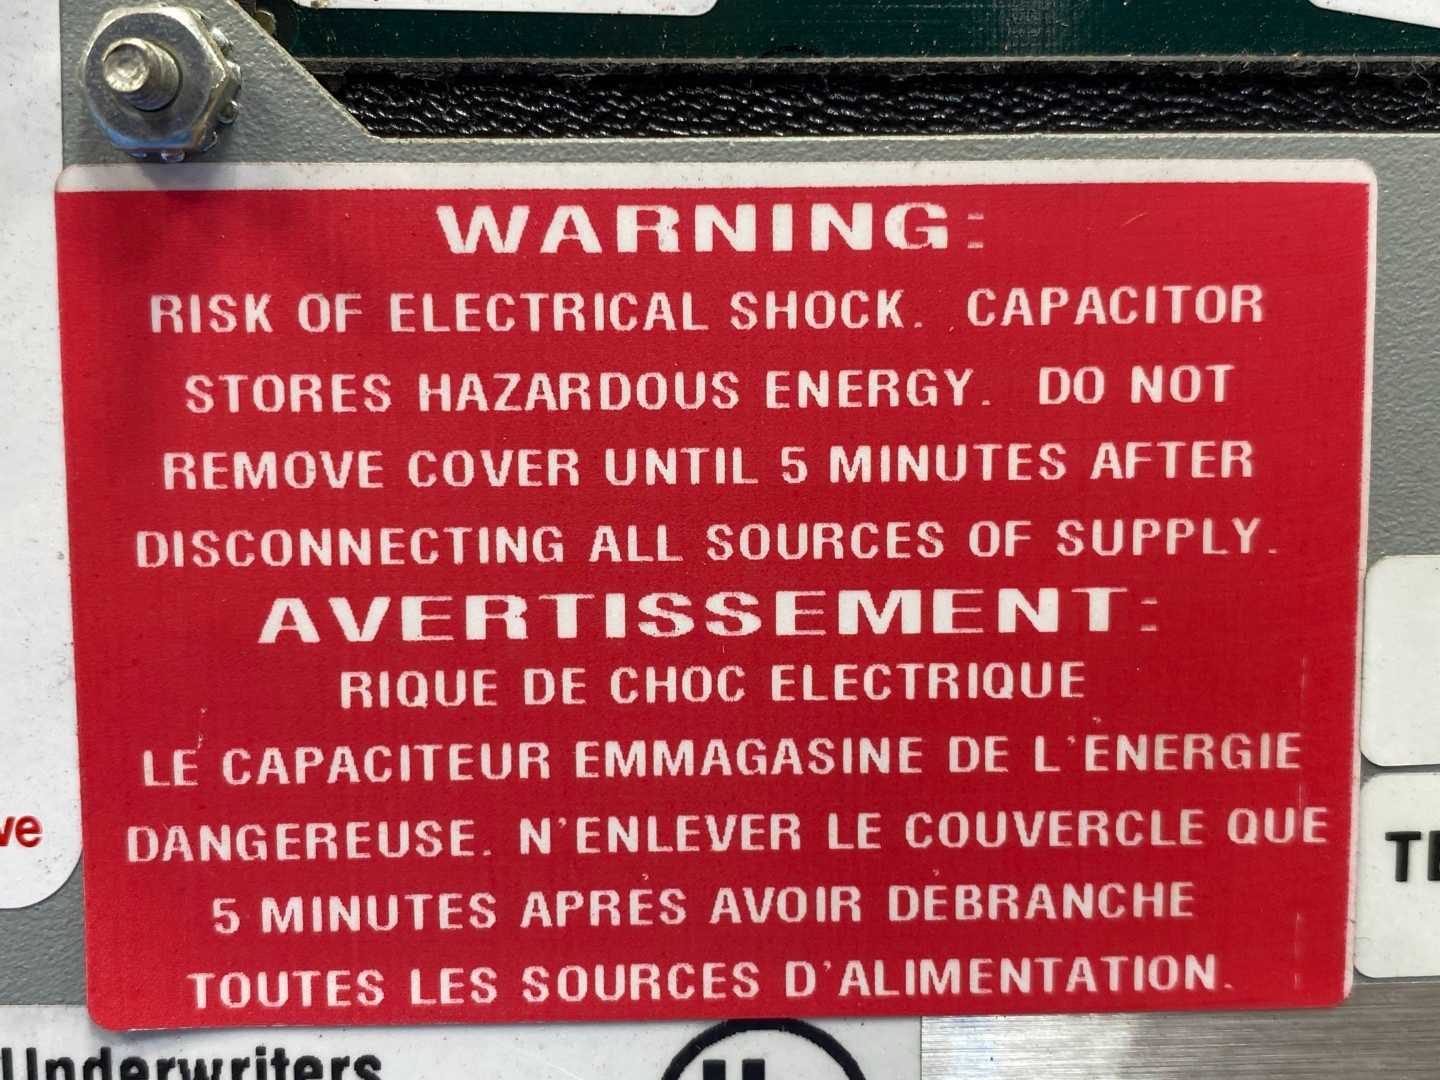 WARNING:
RISK OF ELECTRICAL SHOCK. CAPACITOR
STORES HAZARDOUS ENERGY. DO NOT
REMOVE COVER UNTIL 5 MINUTES AFTER
DISCONNECTING ALL SOURCES OF SUPPLY.
AVERTISSEMENT:
RIQUE DE CHOC ELECTRIQUE
LE CAPACITEUR EMMAGASINE DE L'ENERGIE
DANGEREUSE. N'ENLEVER LE COUVERCLE QUE
5 MINUTES APRES AVOIR DEBRANCHE
TOUTES LES SOURCES D'ALIMENTATION.
ve
TE
Underwriters